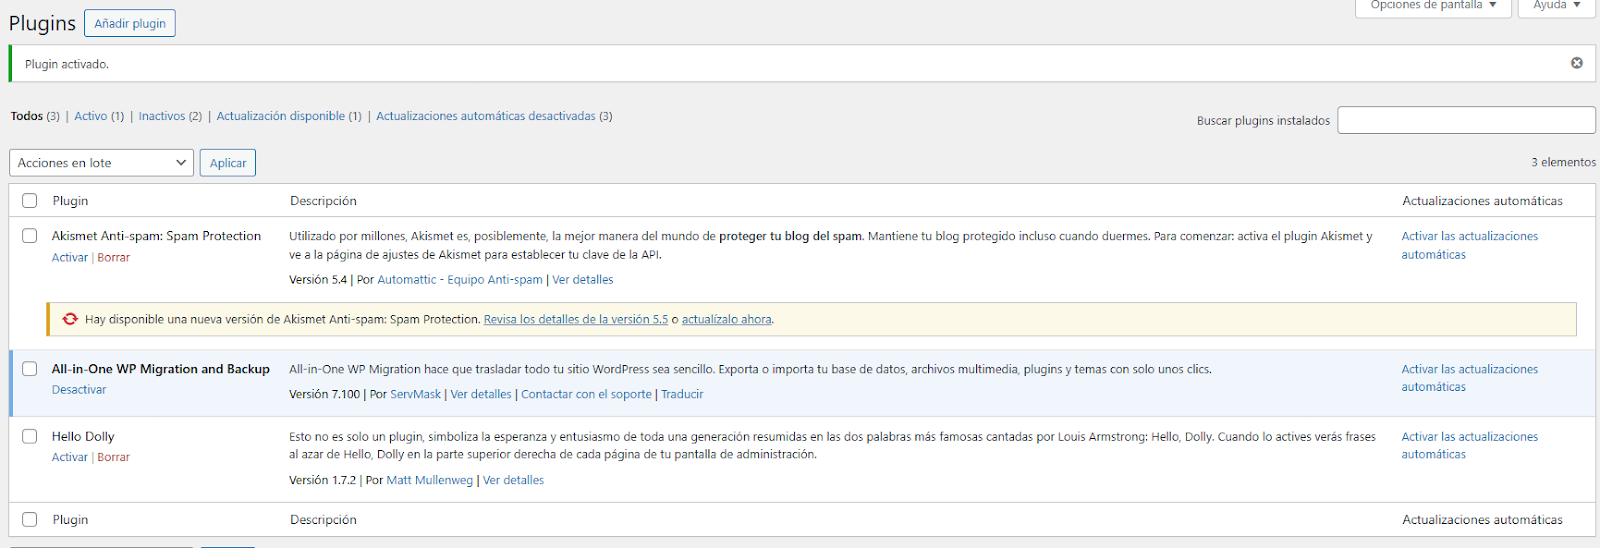 Plugins Añadir plugin
Opciones de pantalla ▼ Ayuda ▼
Plugin activado.
Todos (3) | Activo (1) | Inactivos (2) | Actualización disponible (1) | Actualizaciones automáticas desactivadas (3)
Buscar plugins instalados
Acciones en lote Aplicar
3 elementos
Plugin Descripción Actualizaciones automáticas
Akismet Anti-spam: Spam Protection
Activar | Borrar
Utilizado por millones, Akismet es, posiblemente, la mejor manera del mundo de proteger tu blog del spam. Mantiene tu blog protegido incluso cuando duermes. Para comenzar: activa el plugin Akismet y
ve a la página de ajustes de Akismet para establecer tu clave de la API.
Versión 5.4 | Por Automattic - Equipo Anti-spam | Ver detalles
Activar las actualizaciones
automáticas
Hay disponible una nueva versión de Akismet Anti-spam: Spam Protection. Revisa los detalles de la versión 5.5 o actualízalo ahora.
All-in-One WP Migration and Backup
Desactivar
All-in-One WP Migration hace que trasladar todo tu sitio WordPress sea sencillo. Exporta o importa tu base de datos, archivos multimedia, plugins y temas con solo unos clics.
Versión 7.100 | Por ServMask | Ver detalles | Contactar con el soporte | Traducir
Activar las actualizaciones
automáticas
Hello Dolly
Activar | Borrar
Esto no es solo un plugin, simboliza la esperanza y entusiasmo de toda una generación resumidas en las dos palabras más famosas cantadas por Louis Armstrong: Hello, Dolly. Cuando lo actives verás frases
al azar de Hello, Dolly en la parte superior derecha de cada página de tu pantalla de administración.
Versión 1.7.2 | Por Matt Mullenweg | Ver detalles
Activar las actualizaciones
automáticas
Plugin Descripción Actualizaciones automáticas